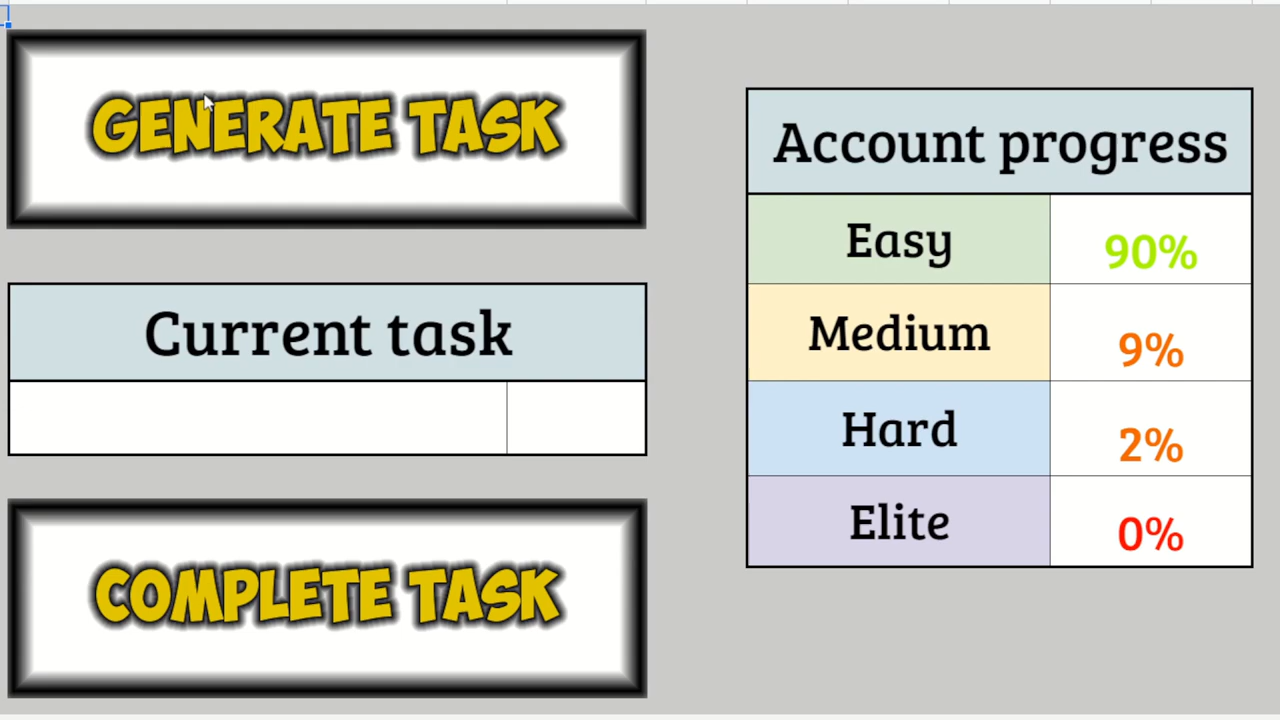 GENERATE TASK
Current task
COMPLETE TASK
Account progress
Easy 90%
Medium 9%
Hard 2%
Elite 0%